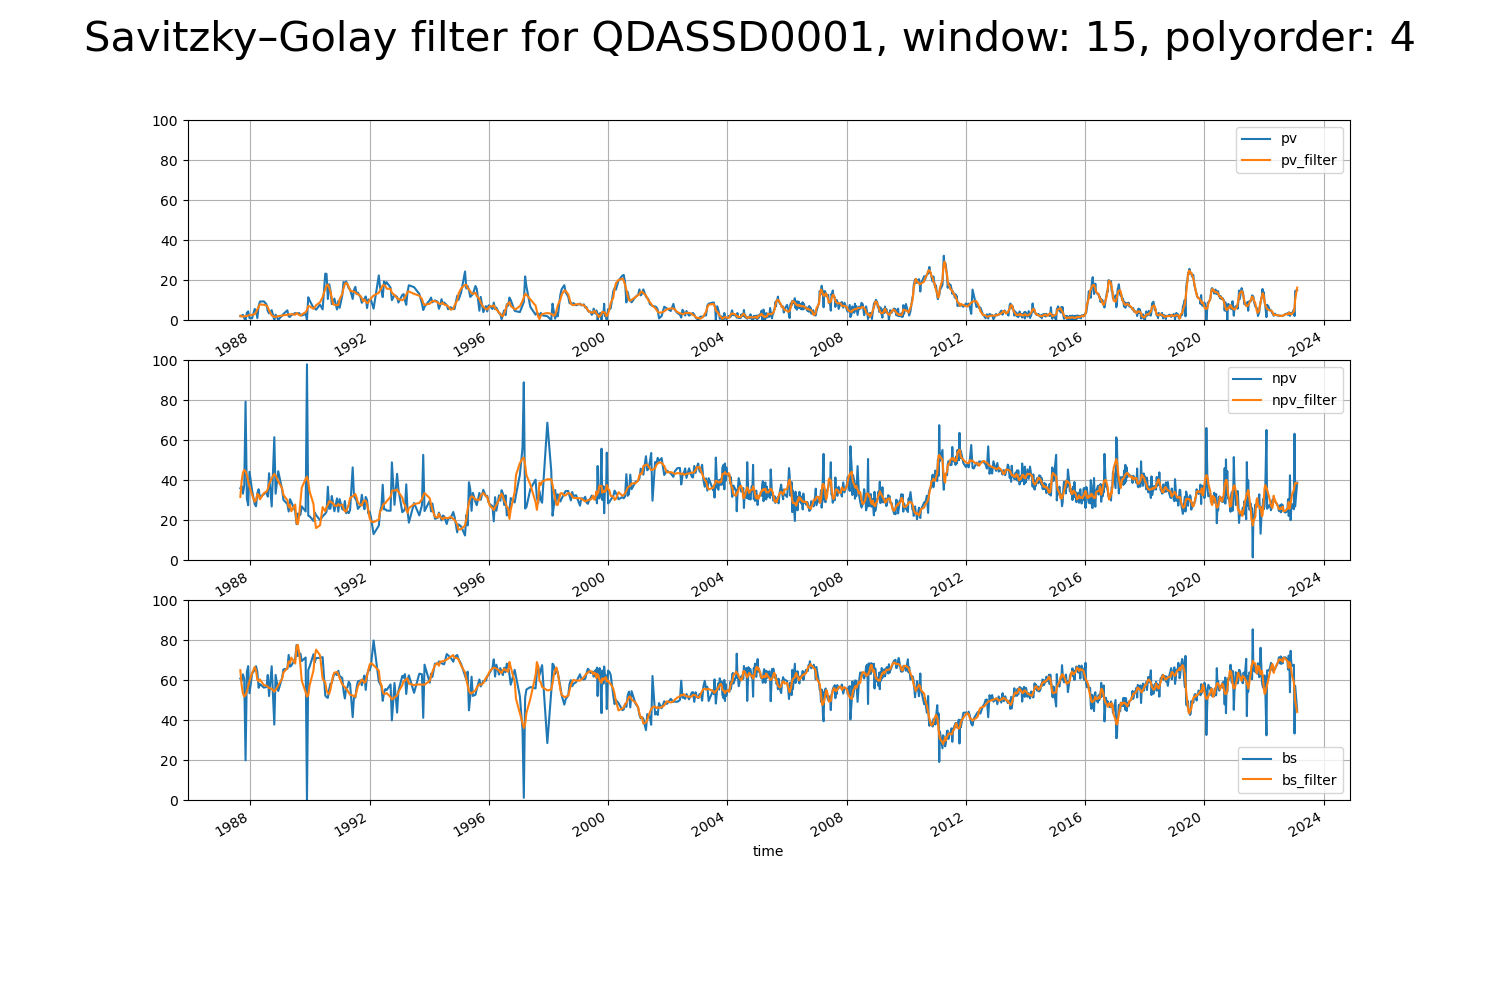 Savitzky–Golay filter for QDASSD0001, window: 15, polyorder: 4
100
80
60
40
20
0
pv
pv_filter
1988 1992 1996 2000 2004 2008 2012 2016 2020 2024
100
80
60
40
20
0
npv
npv_filter
1988 1992 1996 2000 2004 2008 2012 2016 2020 2024
100
80
60
40
20
0
bs
bs_filter
1988 1992 1996 2000 2004 2008 2012 2016 2020 2024
time